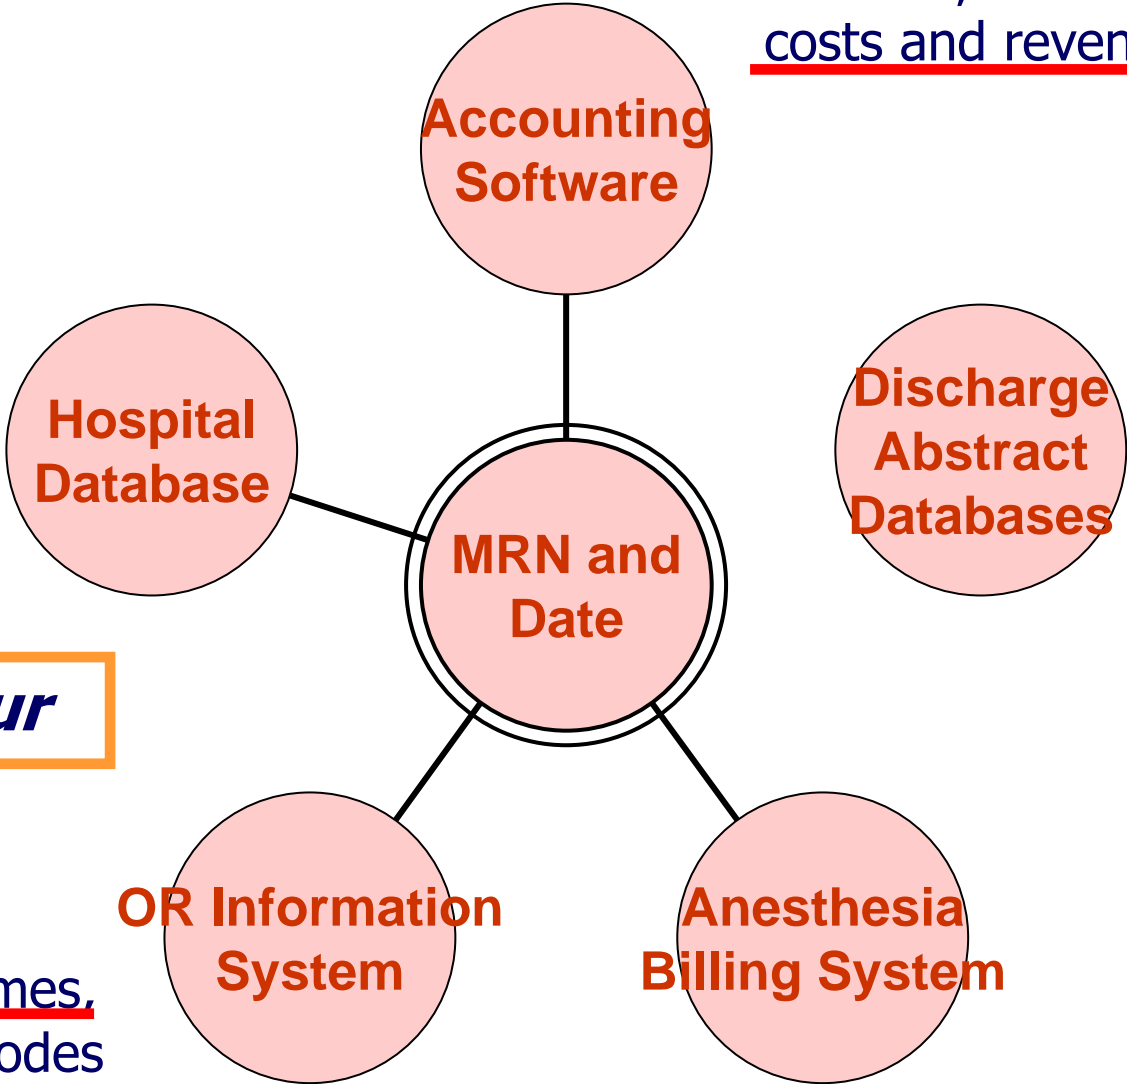 costs and reven
Accounting
Software
Discharge
Abstract
Databases
Hospital
Database
MRN and
Date
ur
OR Information
System
Anesthesia
Billing System
mes,
odes